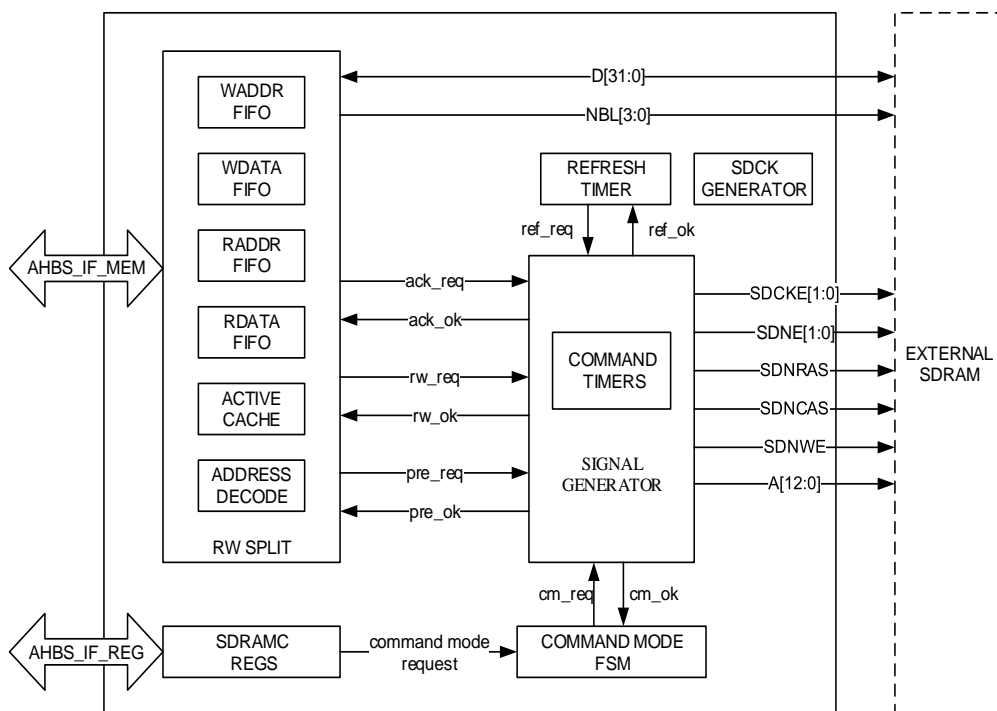 D[31:0]
NBL[3:0]
WADDR
FIFO
WDATA
FIFO
REFRESH
TIMER
SDCK
GENERATOR
ref_req
ref_ok
RADDR
FIFO
AHBS_IF_MEM
ack_req
SDCKE[1:0]
ack_ok
RDATA
FIFO
SDNE[1:0]
COMMAND
TIMERS
EXTERNAL
SDRAM
rw_req
SDNRAS
ACTIVE
CACHE
rw_ok
SDNCAS
SDNWE
ADDRESS
DECODE
pre_req
SIGNAL
GENERATOR
A[12:0]
pre_ok
RW SPLIT
cm_req
cm_ok
AHBS_IF_REG
SDRAMC
REGS
command mode
request
COMMAND MODE
FSM